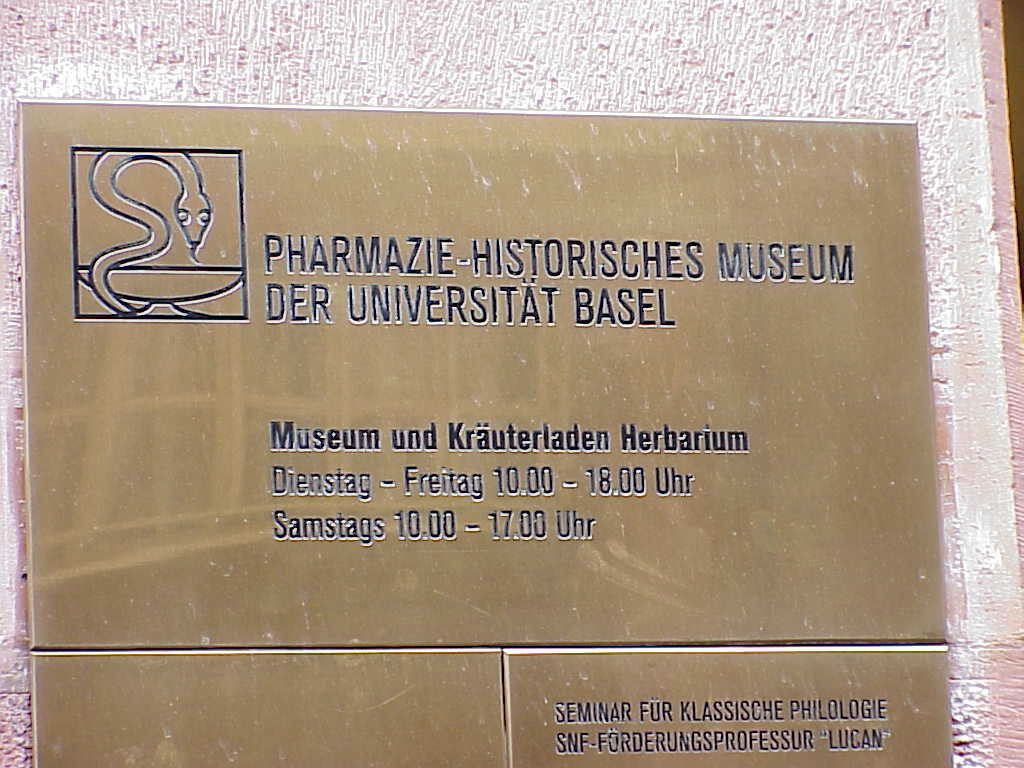 PHARMAZIE-HISTORISCHES MUSEUM
DER UNIVERSITÄT BASEL
Museum und Kräuterladen Herbarium
Dienstag - Freitag 10.00 - 18.00 Uhr
Samstags 10.00 - 17.00 Uhr
SEMINAR FÜR KLASSISCHE PHILOLOGIE
SNF-FÖRDERUNGSPROFESSUR "LUCAN"